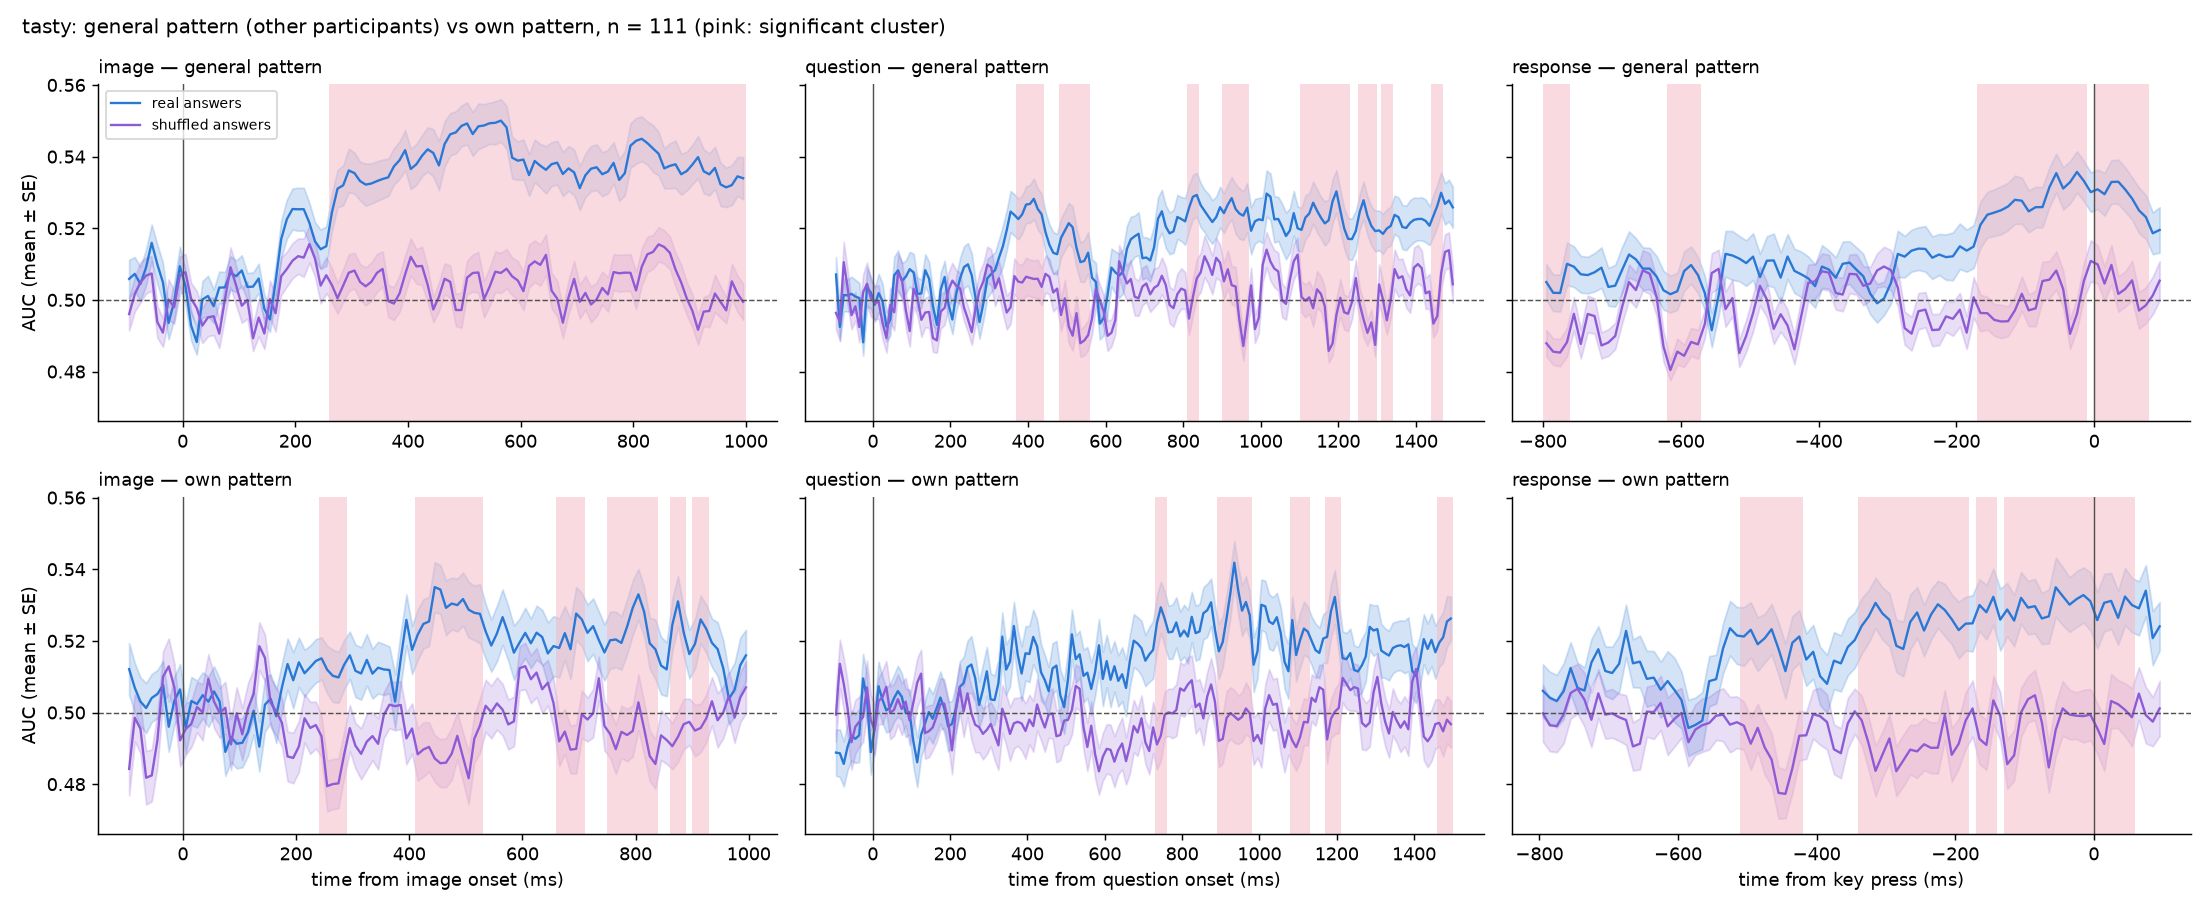 tasty: general pattern (other participants) vs own pattern, n = 111 (pink: significant cluster)
image — general pattern
question — general pattern
response — general pattern
real answers
shuffled answers
AUC (mean ± SE)
0.56
0.54
0.52
0.50
0.48
0 200 400 600 800 1000
0 200 400 600 800 1000 1200 1400
−800 −600 −400 −200 0
image — own pattern
question — own pattern
response — own pattern
AUC (mean ± SE)
0.56
0.54
0.52
0.50
0.48
0 200 400 600 800 1000
0 200 400 600 800 1000 1200 1400
−800 −600 −400 −200 0
time from image onset (ms)
time from question onset (ms)
time from key press (ms)